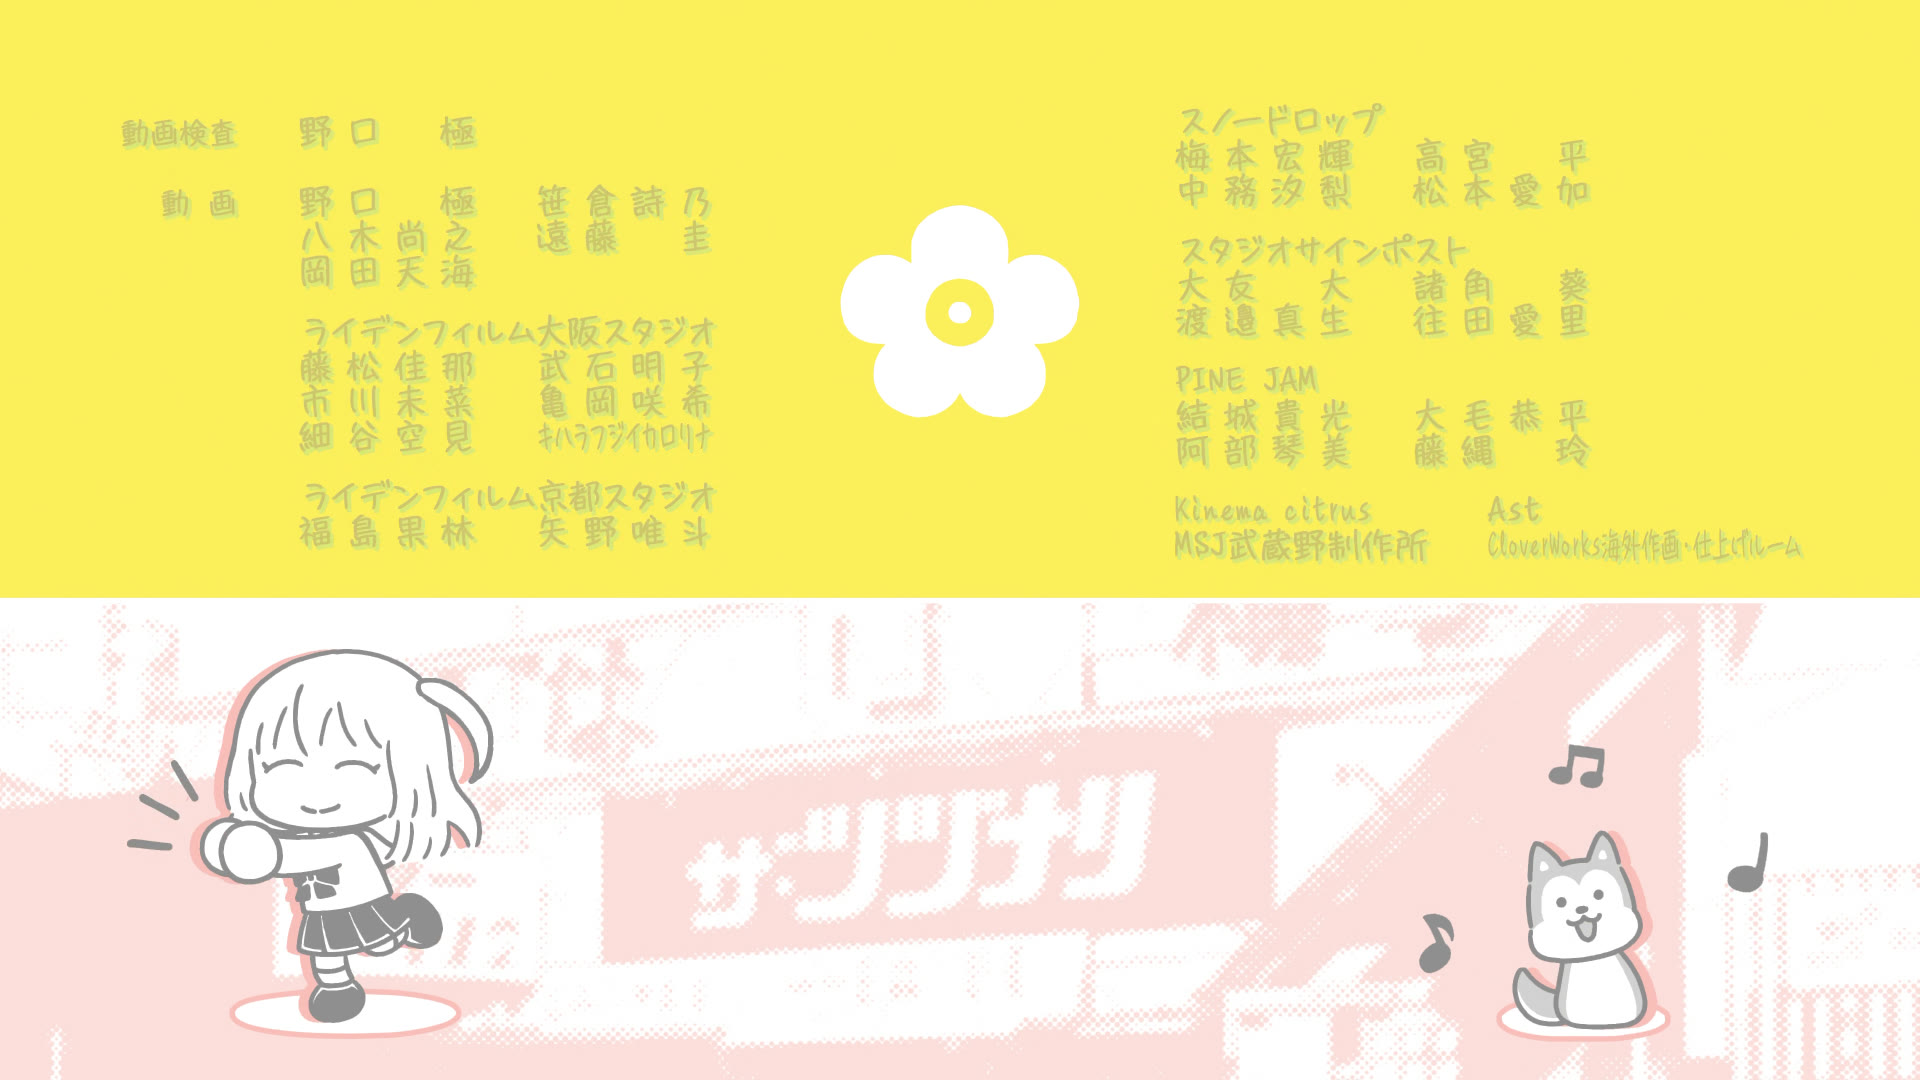 動画検査 野口 極
動画 野口 極 笹倉詩乃
八木尚之 遠藤 圭
岡田天海
ライデンフィルム大阪スタジオ
藤松佳那 武石明子
市川未菜 亀岡咲希
細谷空見 キハラフジイカロリナ
ライデンフィルム京都スタジオ
福島果林 矢野唯斗
スノードロップ
梅本宏輝 高宮 平
中務汐梨 松本愛加
スタジオサインポスト
大友 大 諸角 葵
渡邉真生 往田愛里
PINE JAM
結城貴光 大毛恭平
阿部琴美 藤縄 玲
Kinema citrus Ast
MSJ武蔵野制作所 CloverWorks海外作画・仕上げルーム
サ・ツヅナリ